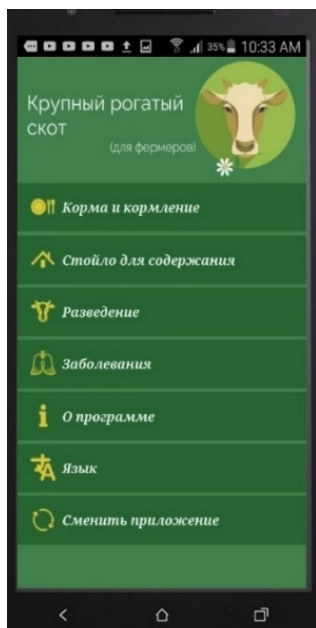 35% 10:33 AM
Крупный рогатый
скот
(для фермеров)
Корма и кормление
Стойло для содержания
Разведение
Заболевания
О программе
Язык
Сменить приложение